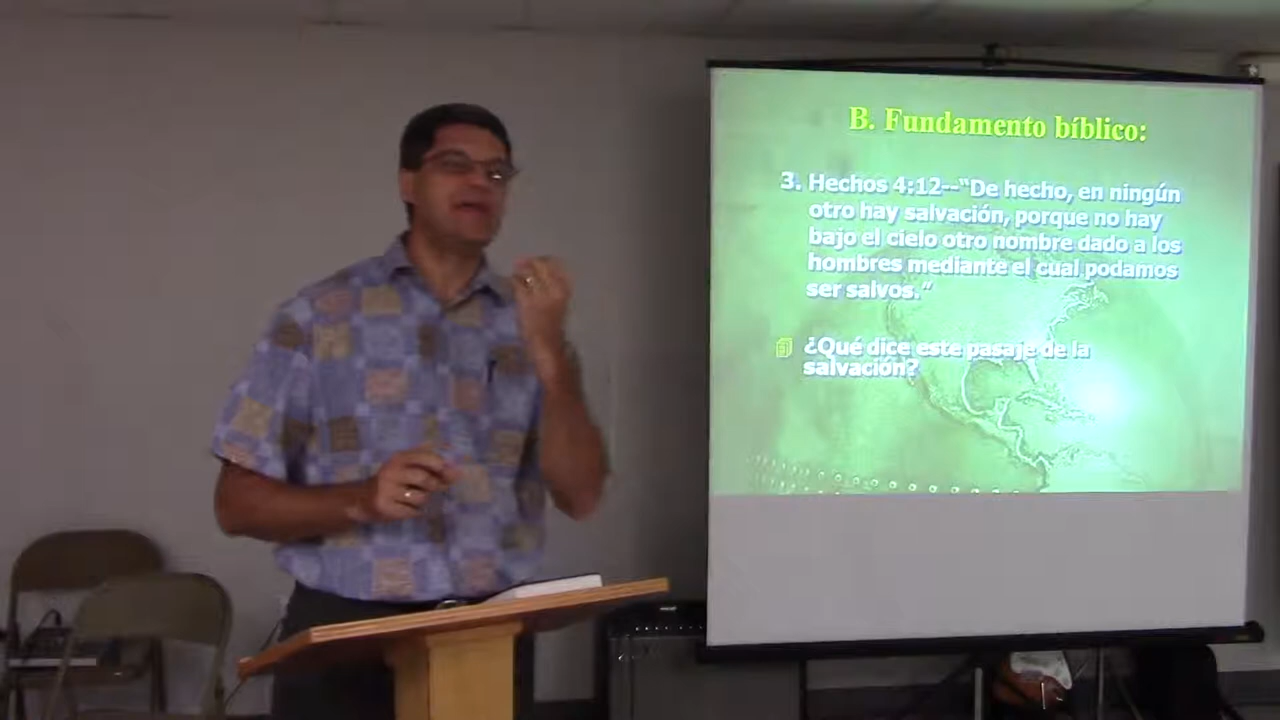 B. Fundamento bíblico:
3. Hechos 4:12--"De hecho, en ningún
otro hay salvación, porque no hay
bajo el cielo otro nombre dado a los
hombres mediante el cual podamos
ser salvos."
¿Qué dice este pasaje de la
salvación?